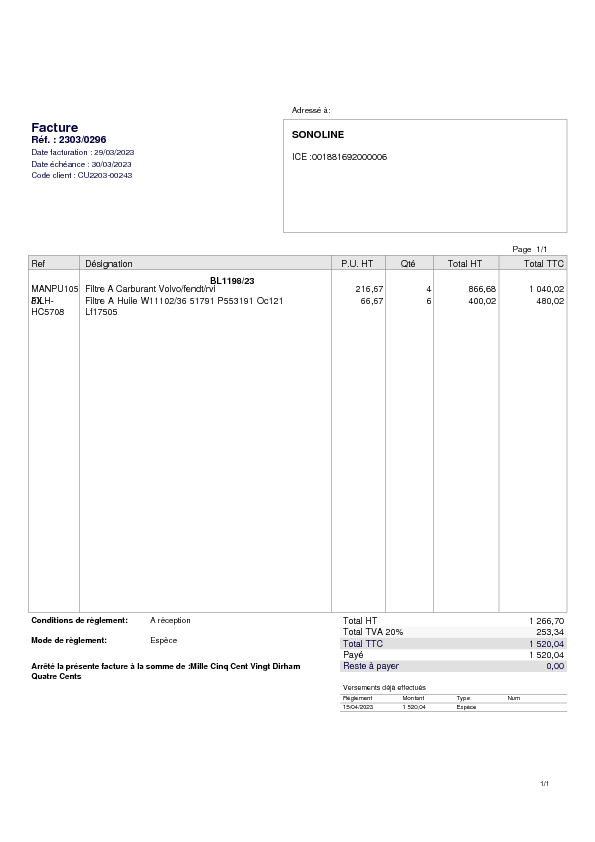 Adressé à:
Facture
Réf. : 2303/0296
Date facturation : 29/03/2023
Date échéance : 30/03/2023
Code client : CU2203-00243
SONOLINE
ICE :001881692000006
Page 1/1
Ref Désignation P.U. HT Qté Total HT Total TTC
BL1198/23
MANPU105 Filtre A Carburant Volvo/fendt/rvi 216,67 4 866,68 1 040,02
Filtre A Huile W11102/36 51791 P553191 Oc121 66,67 6 400,02 480,02
HC5708 Lf17505
Conditions de règlement: A réception
Mode de règlement: Espèce
Arrêté la présente facture à la somme de :Mille Cinq Cent Vingt Dirham
Quatre Cents
Total HT 1 266,70
Total TVA 20% 253,34
Total TTC 1 520,04
Payé 1 520,04
Reste à payer 0,00
Versements déjà effectués
Règlement Montant Type Num
15/04/2023 1 520,04 Espèce
1/1